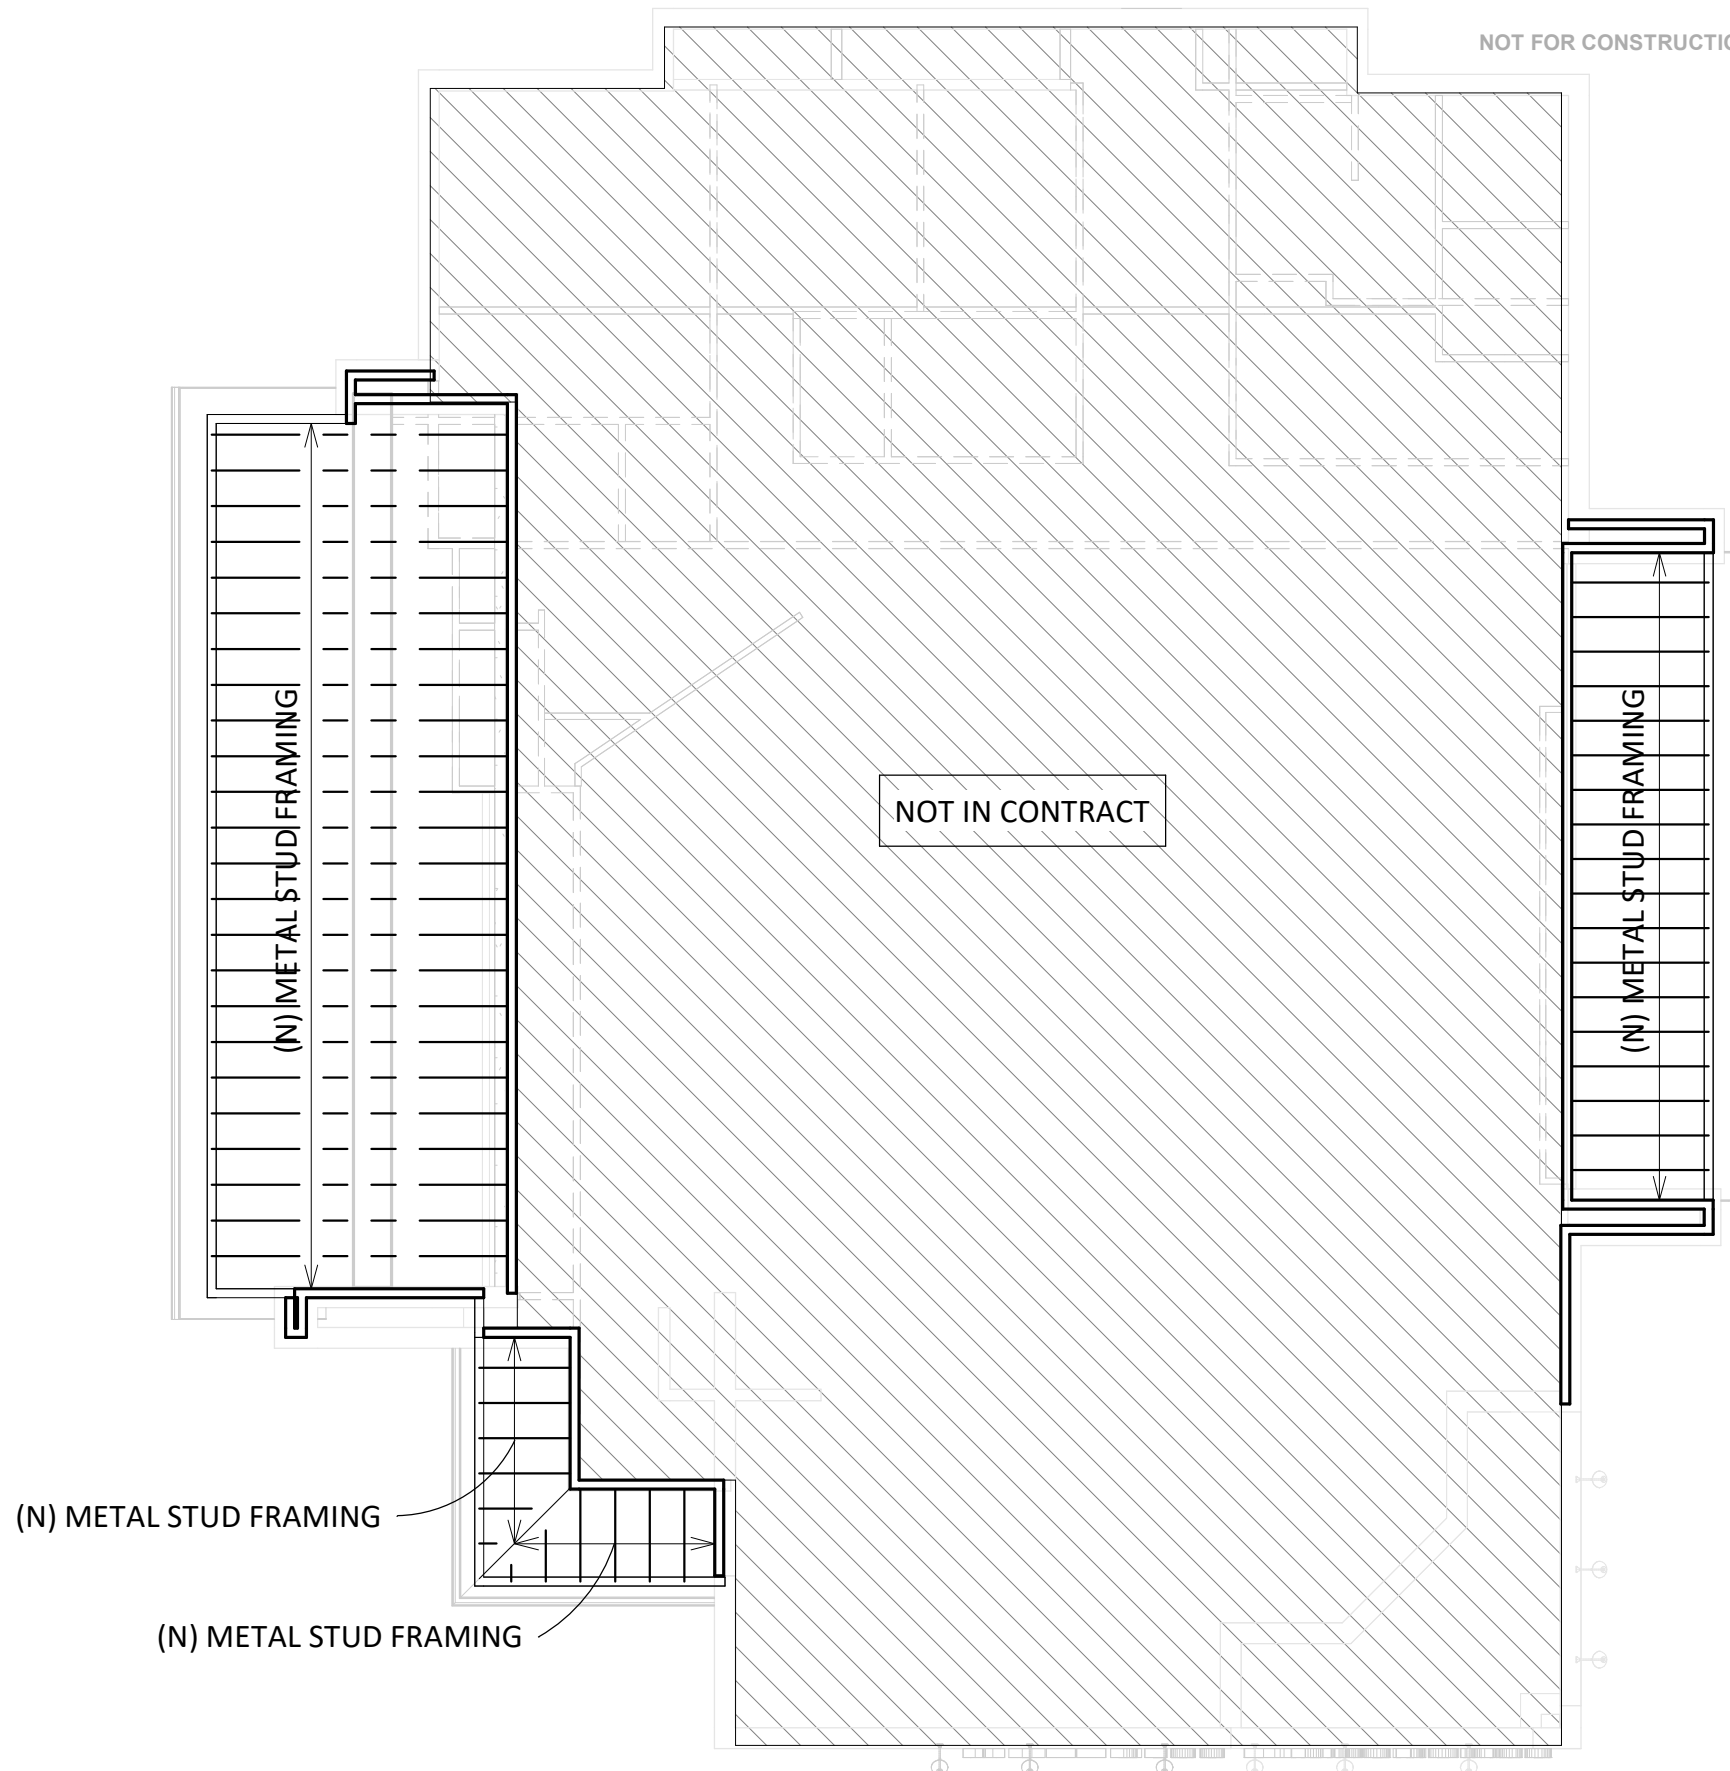 NOT FOR CONSTRUCTIO
(N) METAL STUD FRAMING
NOT IN CONTRACT
(N) METAL STUD FRAMING
(N) METAL STUD FRAMING
(N) METAL STUD FRAMING